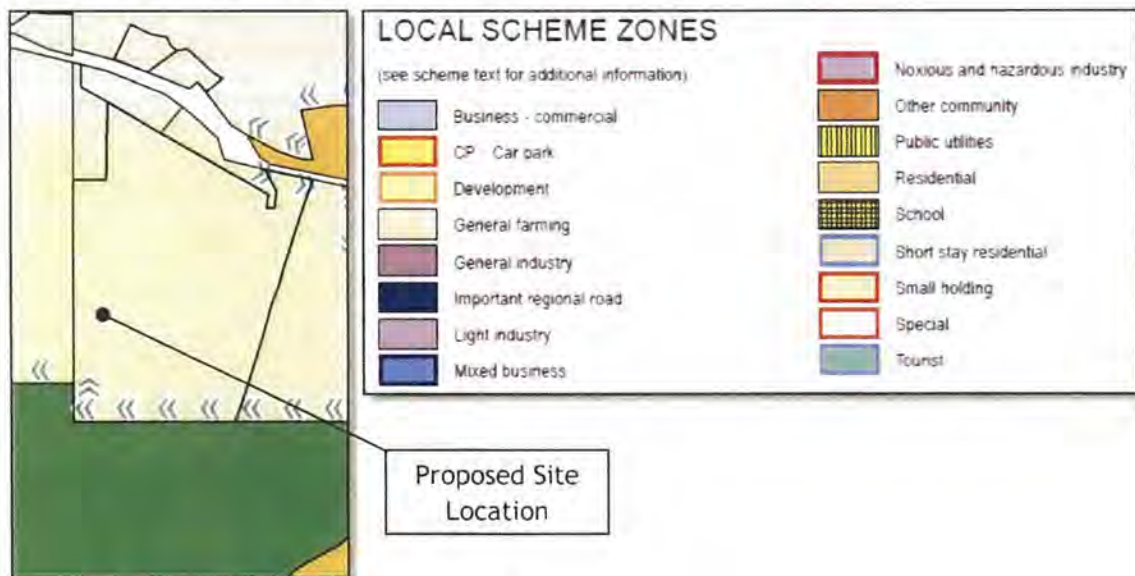 LOCAL SCHEME ZONES
(see scheme text for additional information)
Business - commercial
CP - Car park
Development
General farming
General industry
Important regional road
Light industry
Mixed business
Noxious and hazardous industry
Other community
Public utilities
Residential
School
Short stay residential
Small holding
Special
Tourist
Proposed Site
Location